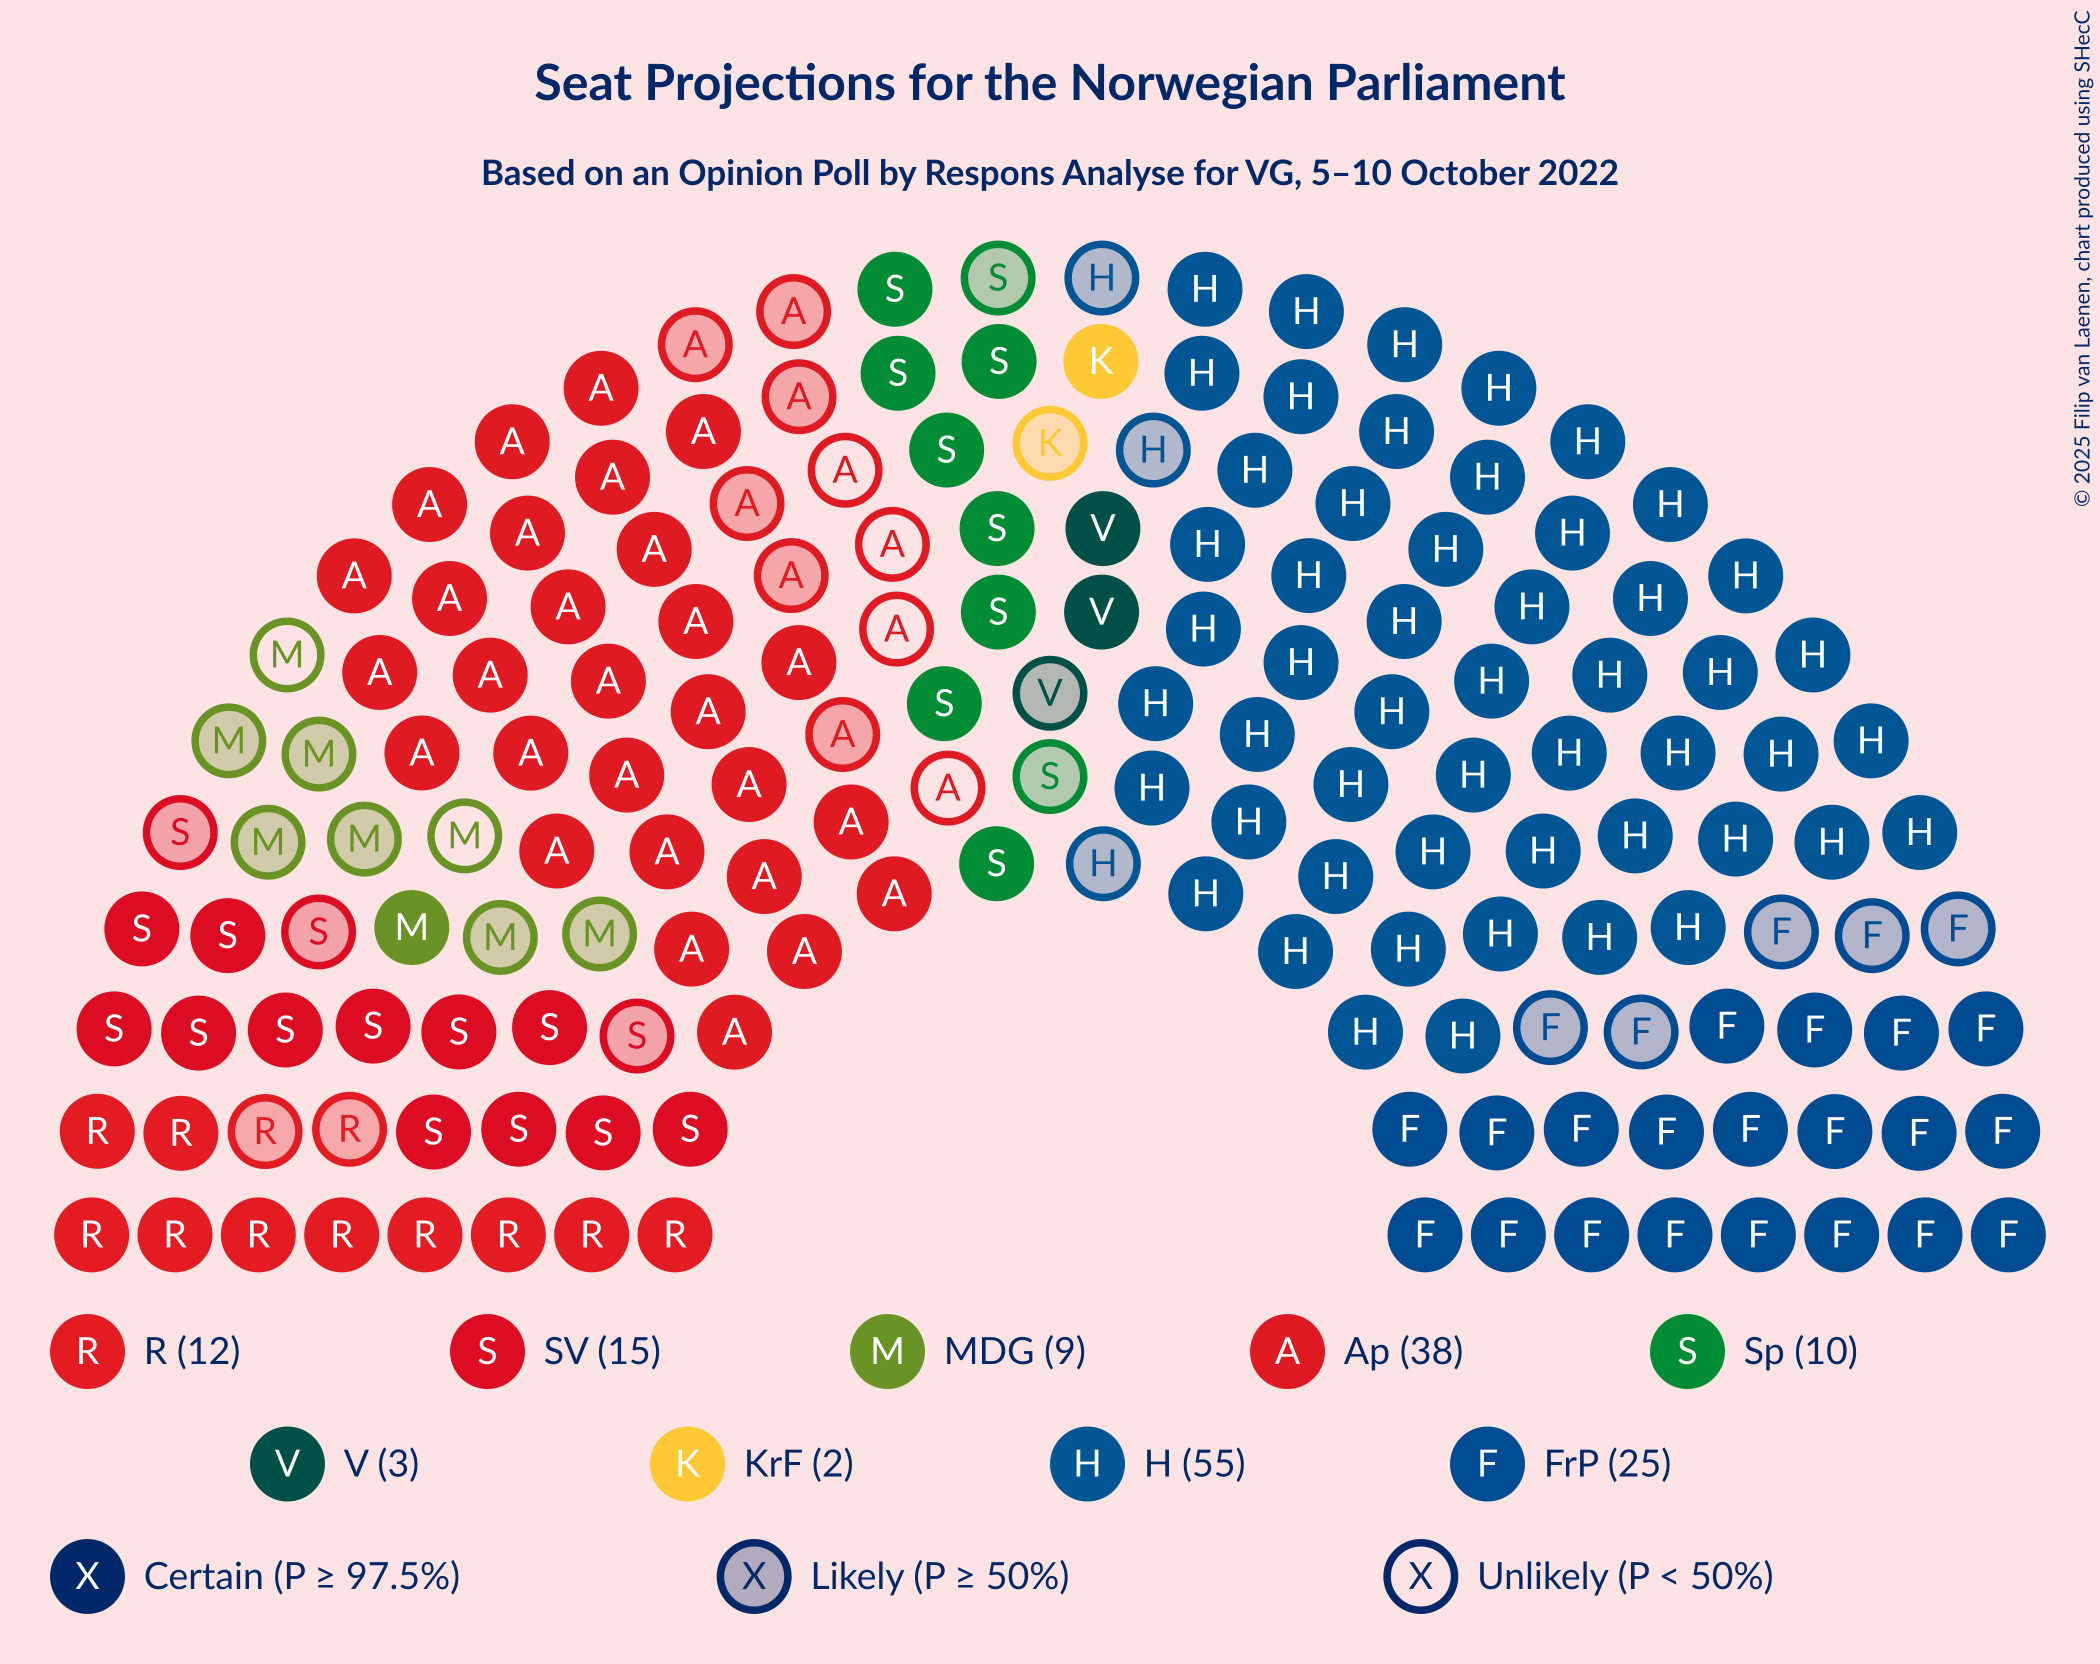 Seat Projections for the Norwegian Parliament
Based on an Opinion Poll by Respons Analyse for VG, 5–10 October 2022
© 2025 Filip van Laenen, chart produced using SHecC
S S H H H H
A A S S K H H H H H
A A A A S K H H H H H H
A A A A A S V H H H H H H
A A A A A A S V H H H H H H
M A A A A A S V H H H H H H H
M M A A A A A A S H H H H H H H H
S M M M A A A A S H H H H H H H H H
S S S M M M A A A H H H H H H H F F F
S S S S S S S A H H F F F F F F
R R R R S S S S F F F F F F F F
R R R R R R R R F F F F F F F F
R R (12) S SV (15) M MDG (9) A Ap (38) S Sp (10)
V V (3) K KrF (2) H H (55) F FrP (25)
X Certain (P ≥ 97.5%) X Likely (P ≥ 50%) X Unlikely (P < 50%)